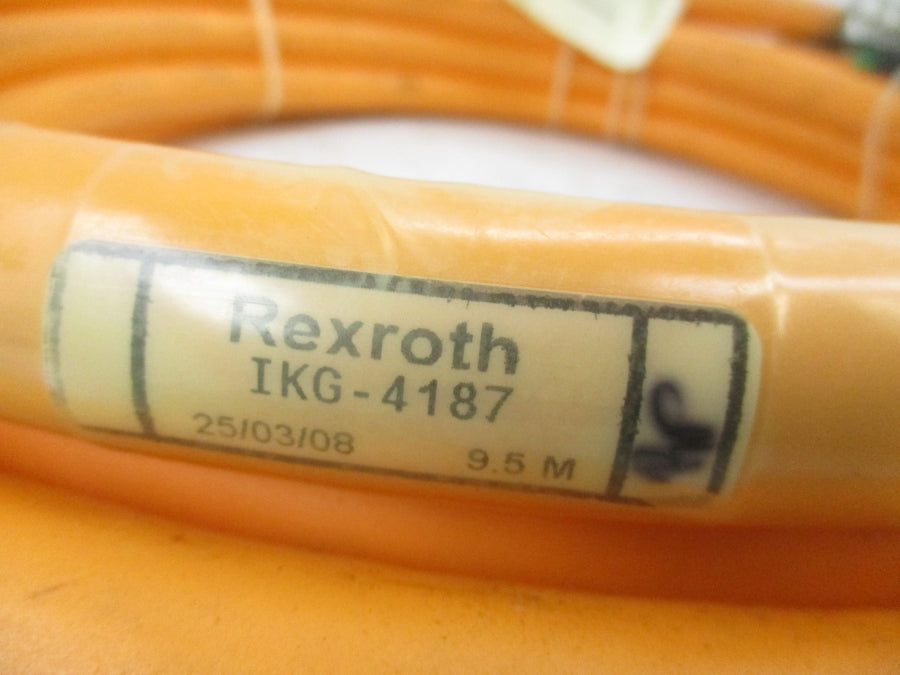 Rexroth
IKG-4187
25/03/08 9.5 M